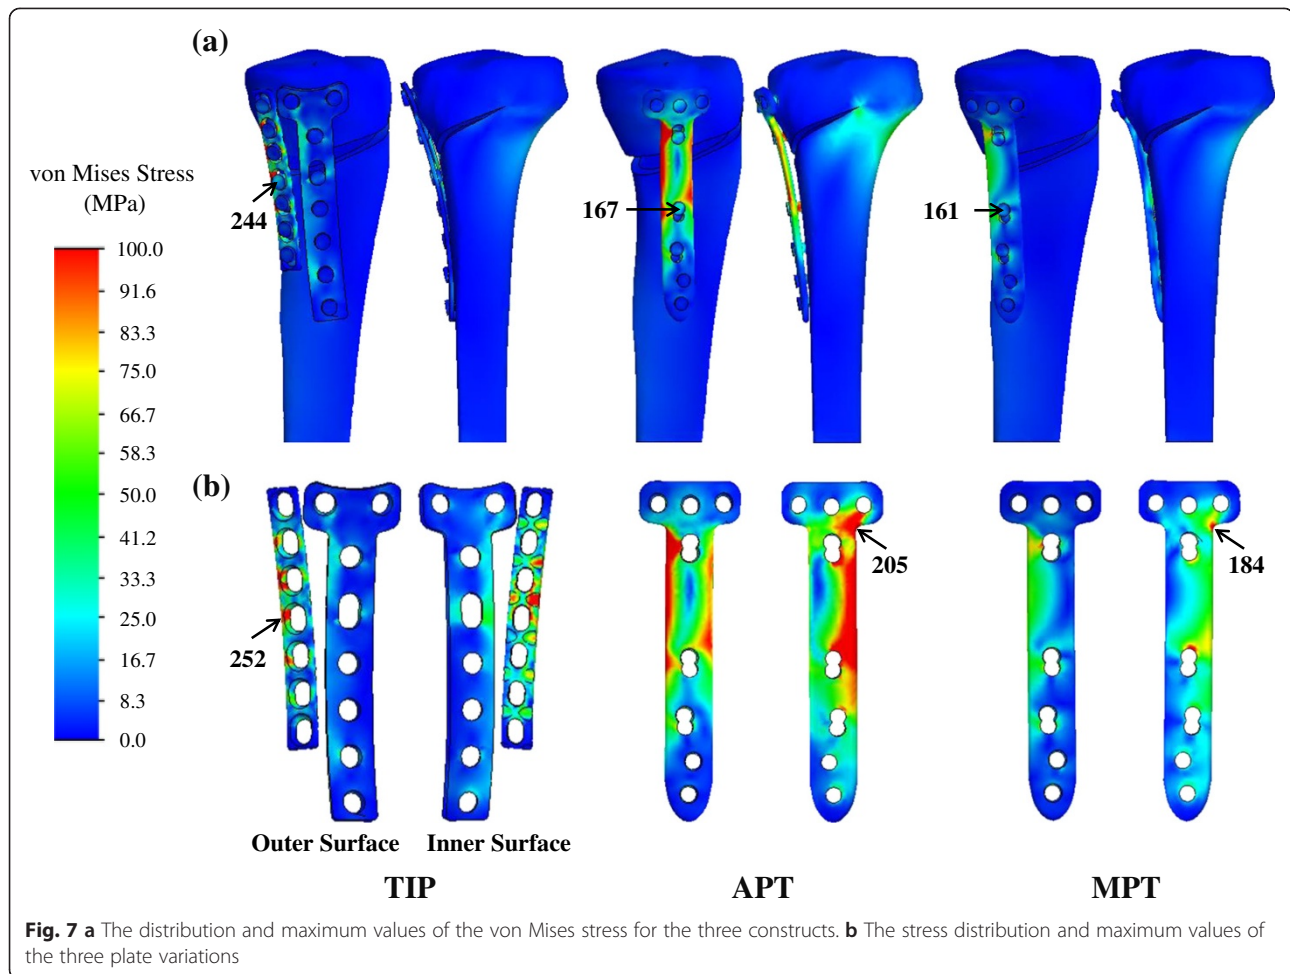 (a)
von Mises Stress
(MPa)
244
167
161
100.0
91.6
83.3
75.0
66.7
58.3
50.0
41.2
33.3
25.0
16.7
8.3
0.0
(b)
252
205
184
Outer Surface Inner Surface
TIP APT MPT
Fig. 7 a The distribution and maximum values of the von Mises stress for the three constructs. b The stress distribution and maximum values of
the three plate variations